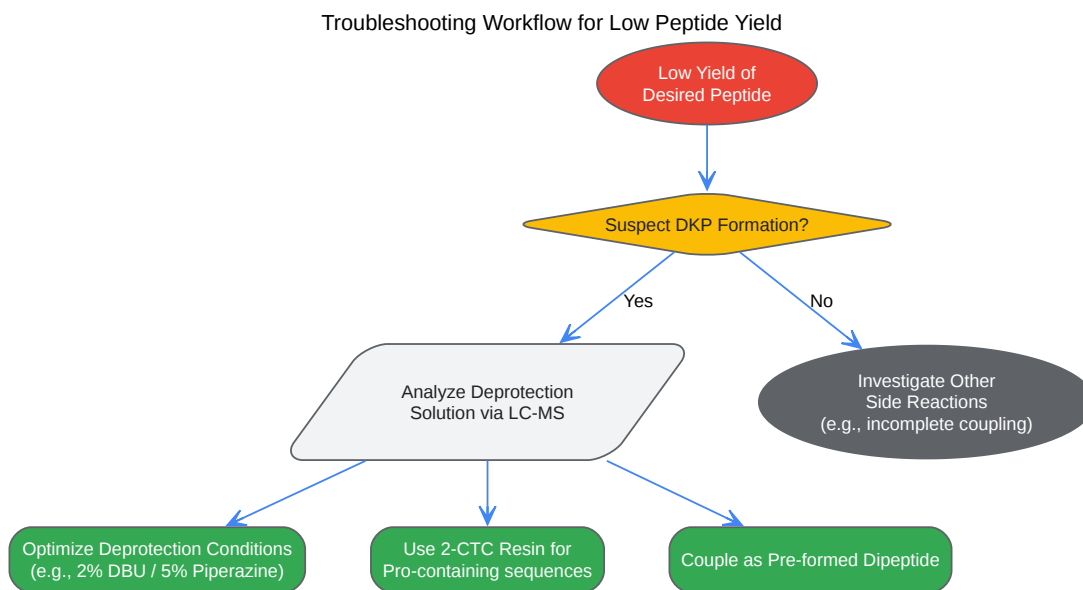 Troubleshooting Workflow for Low Peptide Yield
Low Yield of
Desired Peptide
Suspect DKP Formation?
Yes
No
Analyze Deprotection
Solution via LC-MS
Investigate Other
Side Reactions
(e.g., incomplete coupling)
Optimize Deprotection Conditions
(e.g., 2% DBU / 5% Piperazine)
Use 2-CTC Resin for
Pro-containing sequences
Couple as Pre-formed Dipeptide